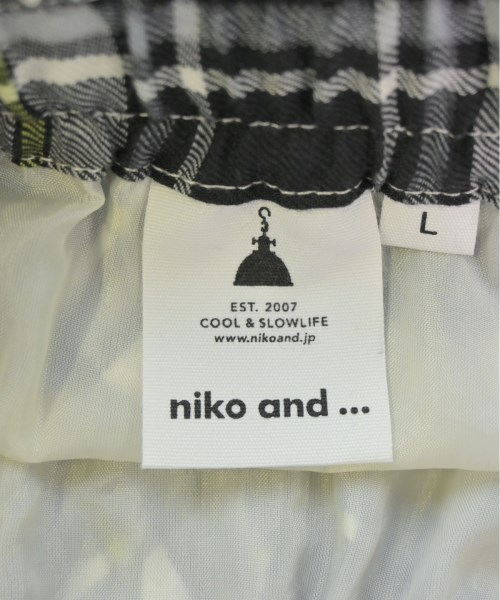 EST. 2007
COOL & SLOWLIFE
www.nikoand.jp
niko and ...
L